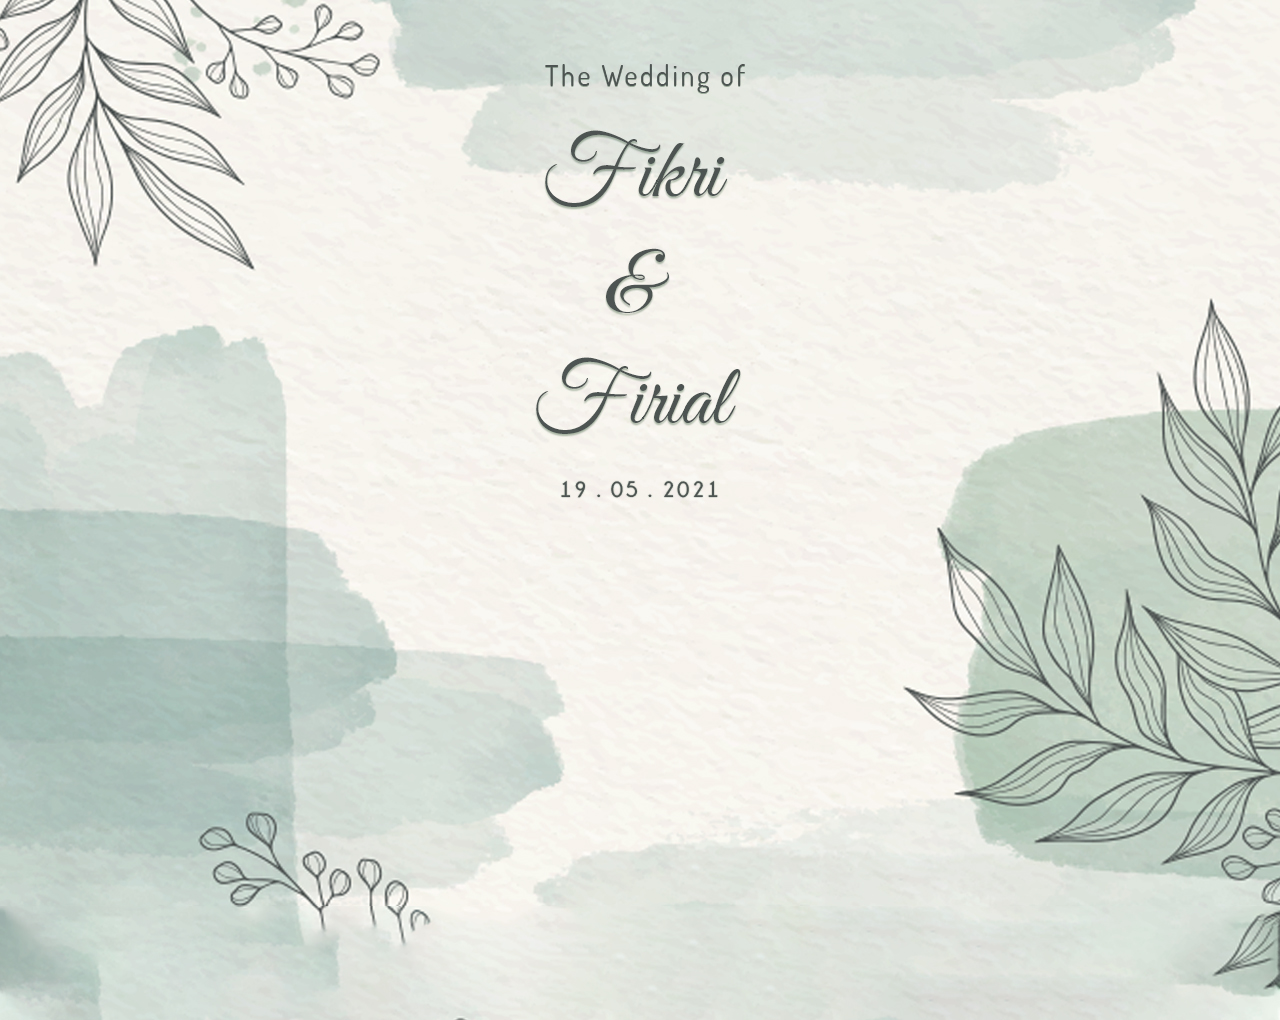 The Wedding of
Fikri
&
Firial
19 . 05 . 2021